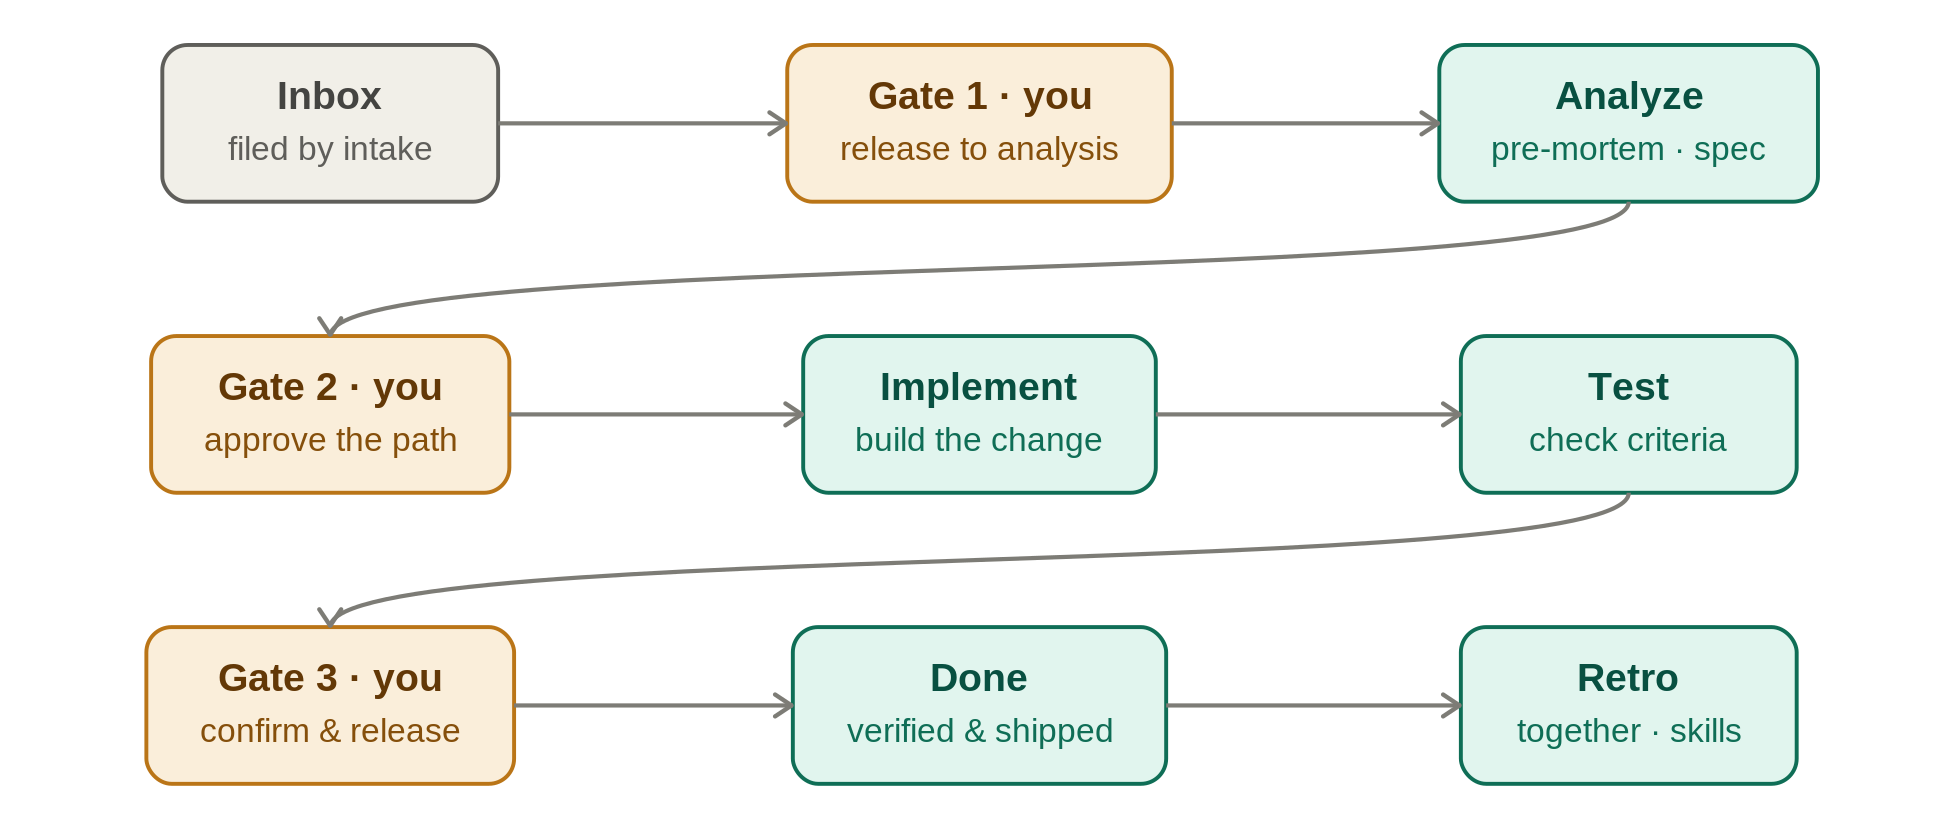 Inbox
filed by intake
Gate 1 · you
release to analysis
Analyze
pre-mortem · spec
Gate 2 · you
approve the path
Implement
build the change
Test
check criteria
Gate 3 · you
confirm & release
Done
verified & shipped
Retro
together · skills